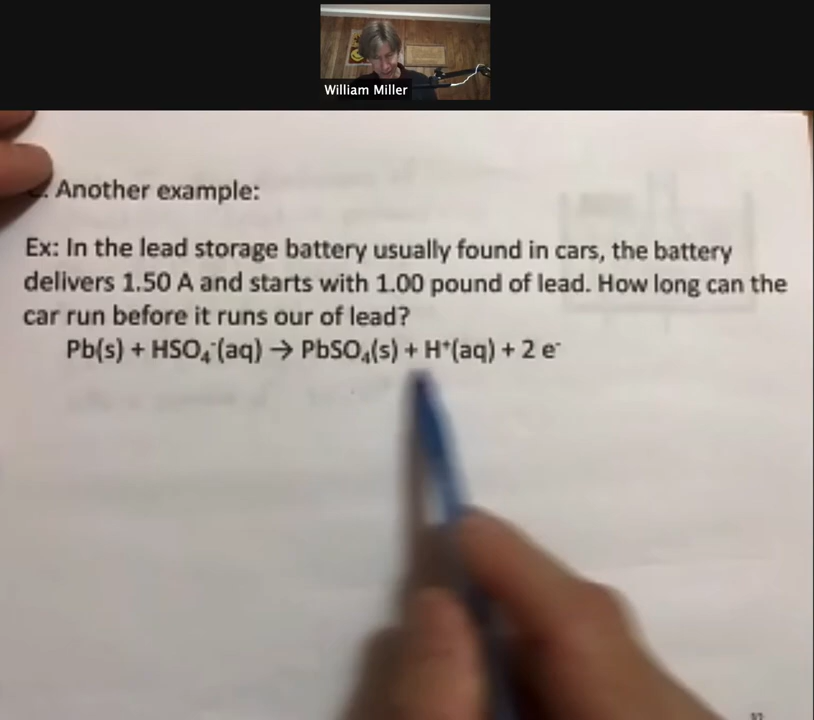 William Miller
. Another example:
Ex: In the lead storage battery usually found in cars, the battery
delivers 1.50 A and starts with 1.00 pound of lead. How long can the
car run before it runs our of lead?
Pb(s) + HSO₄⁻(aq) → PbSO₄(s) + H⁺(aq) + 2 e⁻